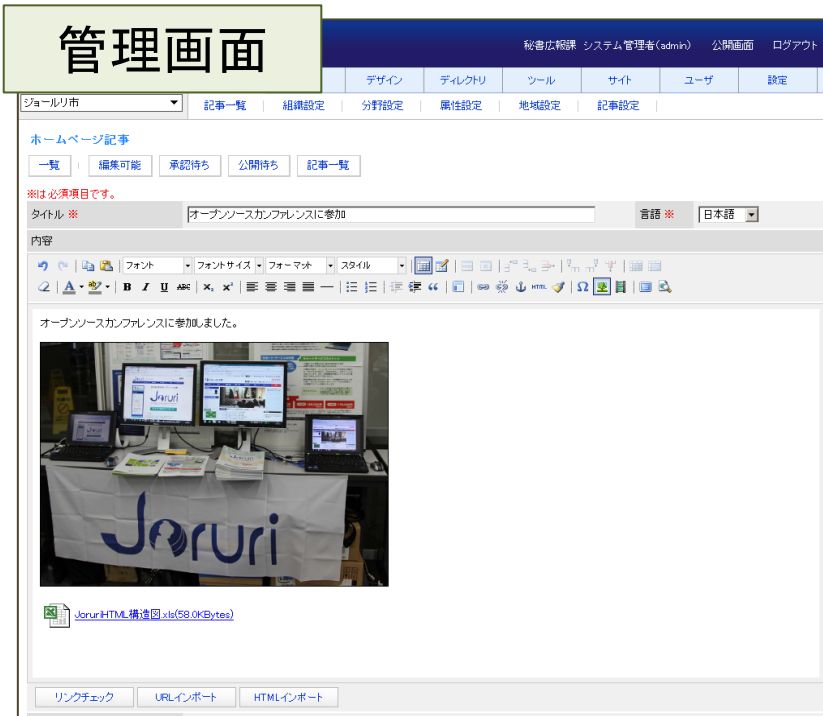 管理画面
秘書広報課 システム管理者(admin) 公開画面 ログアウト
デザイン ディレクトリ ツール サイト ユーザ 設定
ジョールリ市 記事一覧 組織設定 分野設定 属性設定 地域設定 記事設定
ホームページ記事
一覧 編集可能 承認待ち 公開待ち 記事一覧
※は必須項目です。
タイトル ※ オープンソースカンファレンスに参加 言語 ※ 日本語
内容
フォント フォントサイズ フォーマット スタイル
B I U ABC X₂ X² HTML Ω
オープンソースカンファレンスに参加しました。
Joruri
Joruri
JoruriHTML構造図.xls(58.0KBytes)
リンクチェック URLインポート HTMLインポート